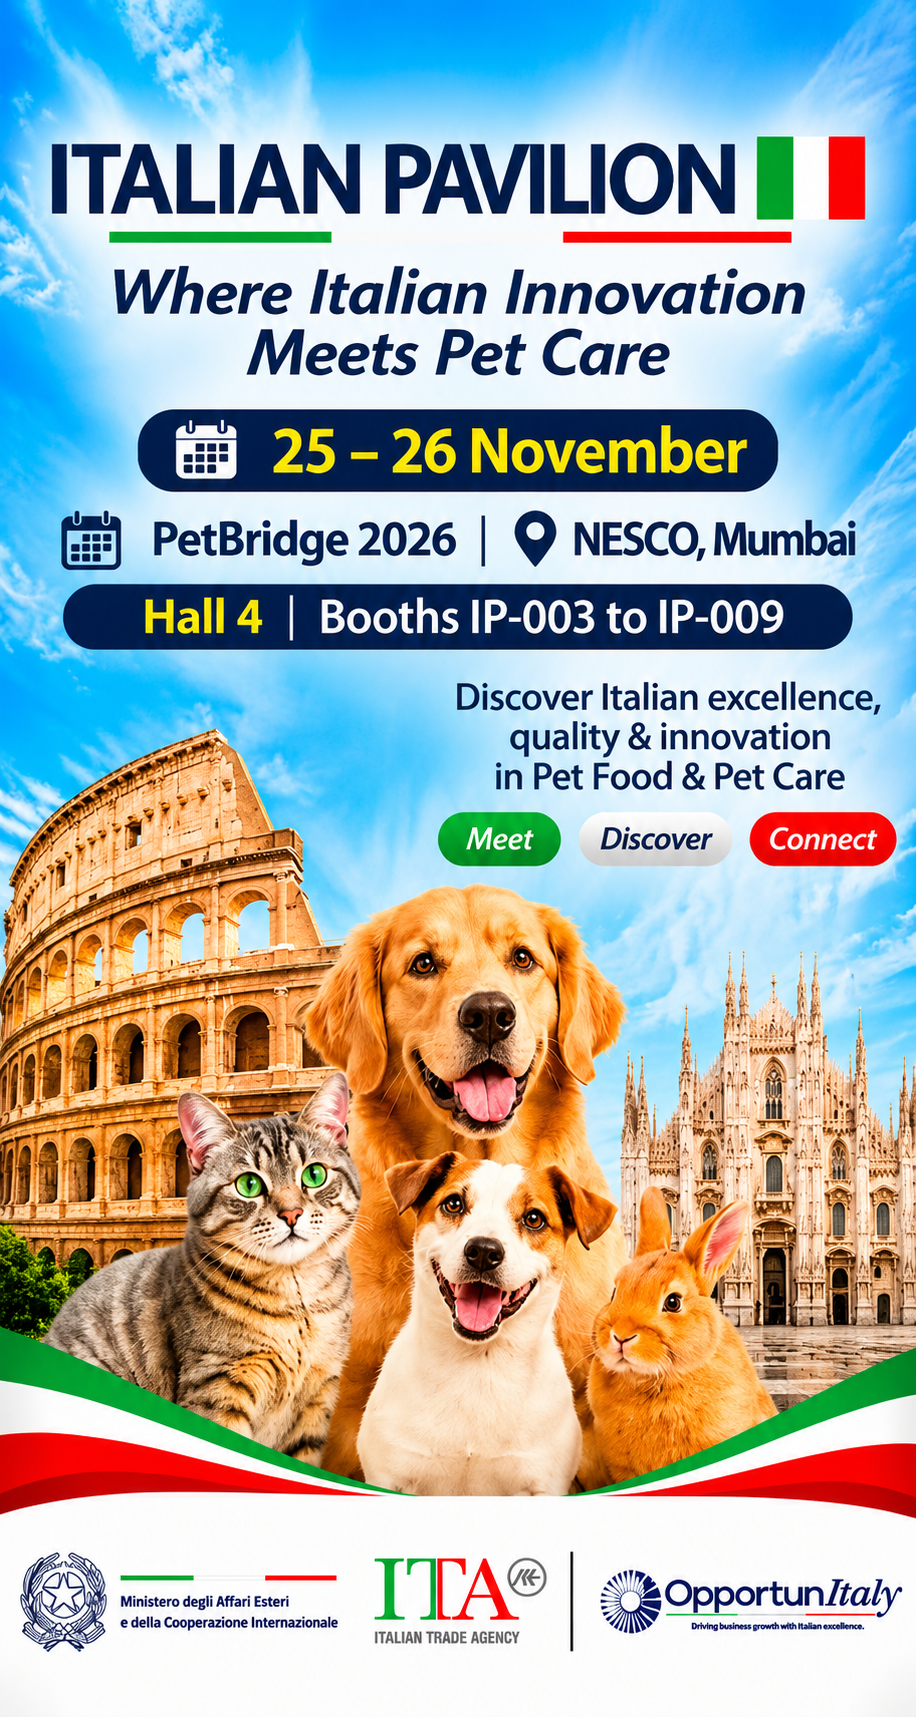 ITALIAN PAVILION
Where Italian Innovation
Meets Pet Care
25 – 26 November
PetBridge 2026 | NESCO, Mumbai
Hall 4 | Booths IP-003 to IP-009
Discover Italian excellence,
quality & innovation
in Pet Food & Pet Care
Meet Discover Connect
Ministero degli Affari Esteri
e della Cooperazione Internazionale
ITA
ITALIAN TRADE AGENCY
OpportunItaly
Driving business growth with Italian excellence.